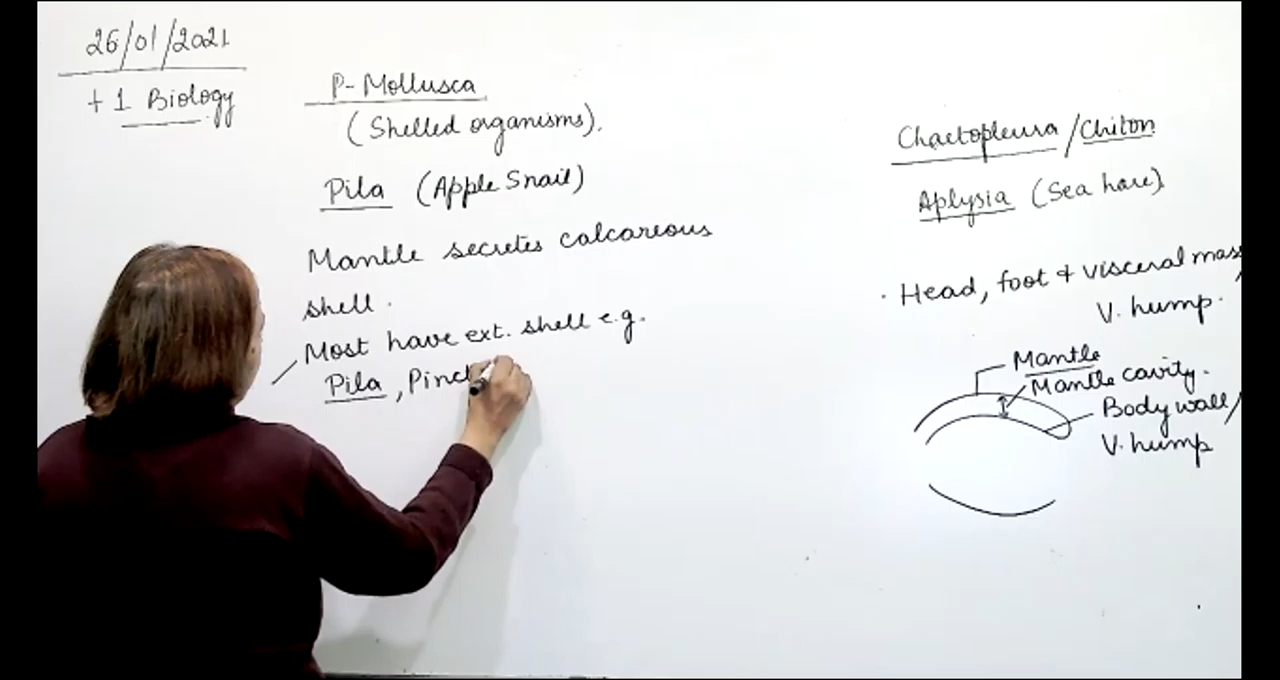 26/01/2021
+1 Biology
P- Mollusca
(Shelled organisms).
Pila (Apple Snail)
Mantle secretes calcareous
shell.
Most have ext. shell e.g.
Pila, Pinct
Chaetopleura / Chiton
Aplysia (Sea hare)
. Head, foot + visceral mass/
V. hump.
Mantle
Mantle cavity.
Body wall/
V. hump